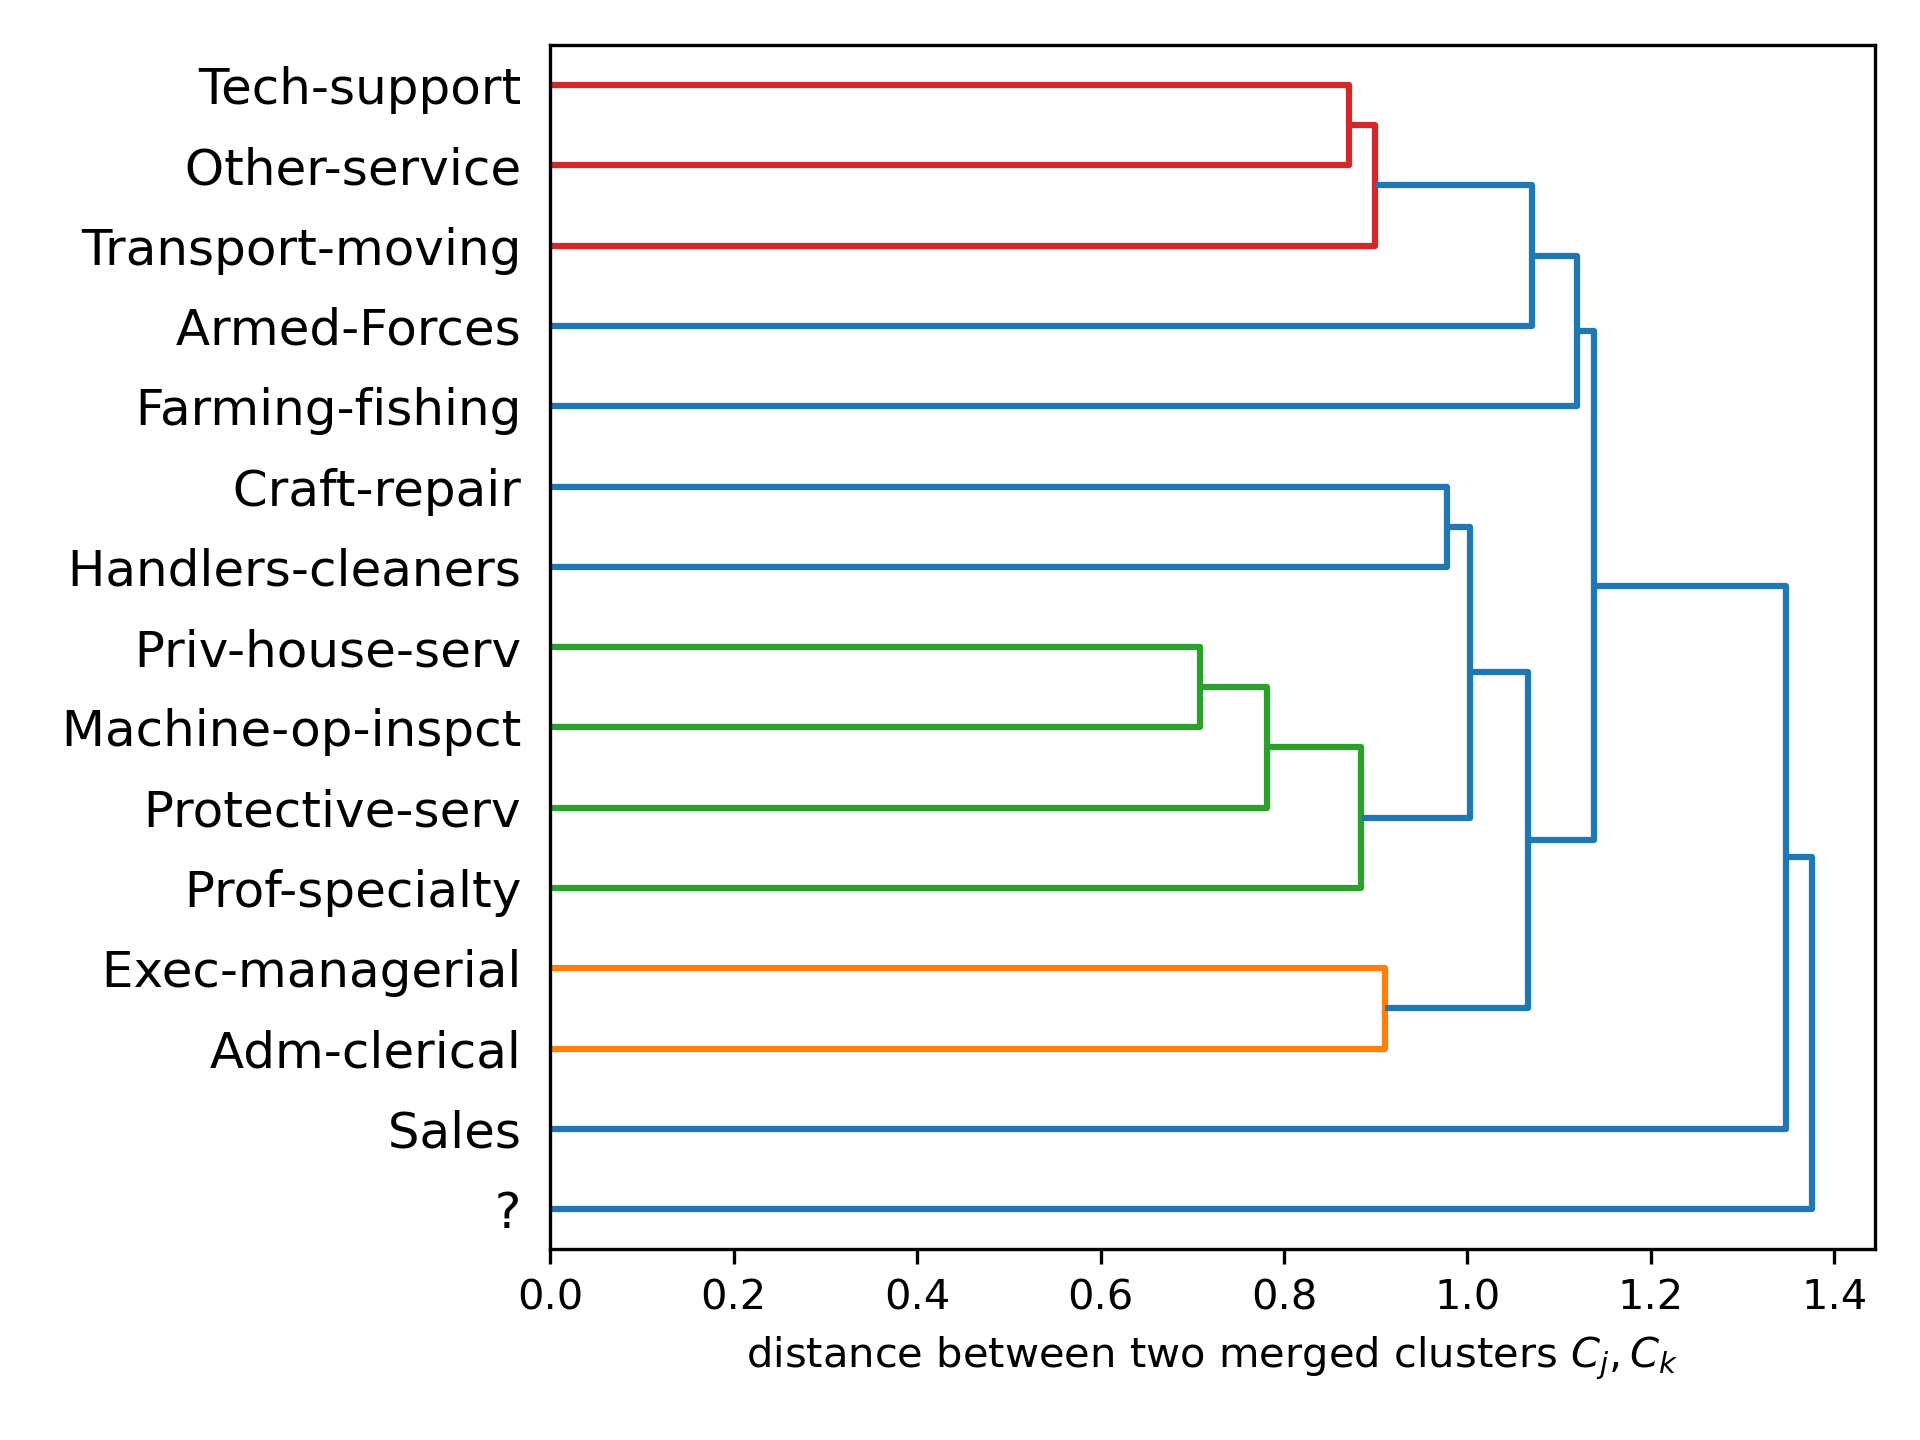 Tech-support
Other-service
Transport-moving
Armed-Forces
Farming-fishing
Craft-repair
Handlers-cleaners
Priv-house-serv
Machine-op-inspct
Protective-serv
Prof-specialty
Exec-managerial
Adm-clerical
Sales
?
0.0 0.2 0.4 0.6 0.8 1.0 1.2 1.4
distance between two merged clusters C_j, C_k